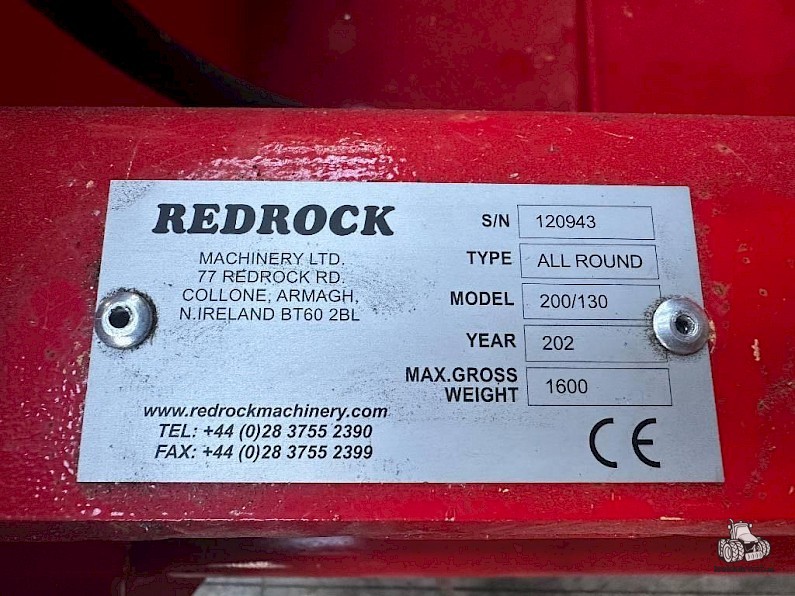 REDROCK
MACHINERY LTD.
77 REDROCK RD.
COLLONE, ARMAGH,
N.IRELAND BT60 2BL
www.redrockmachinery.com
TEL: +44 (0)28 3755 2390
FAX: +44 (0)28 3755 2399
S/N 120943
TYPE ALL ROUND
MODEL 200/130
YEAR 202
MAX.GROSS
WEIGHT 1600
CE